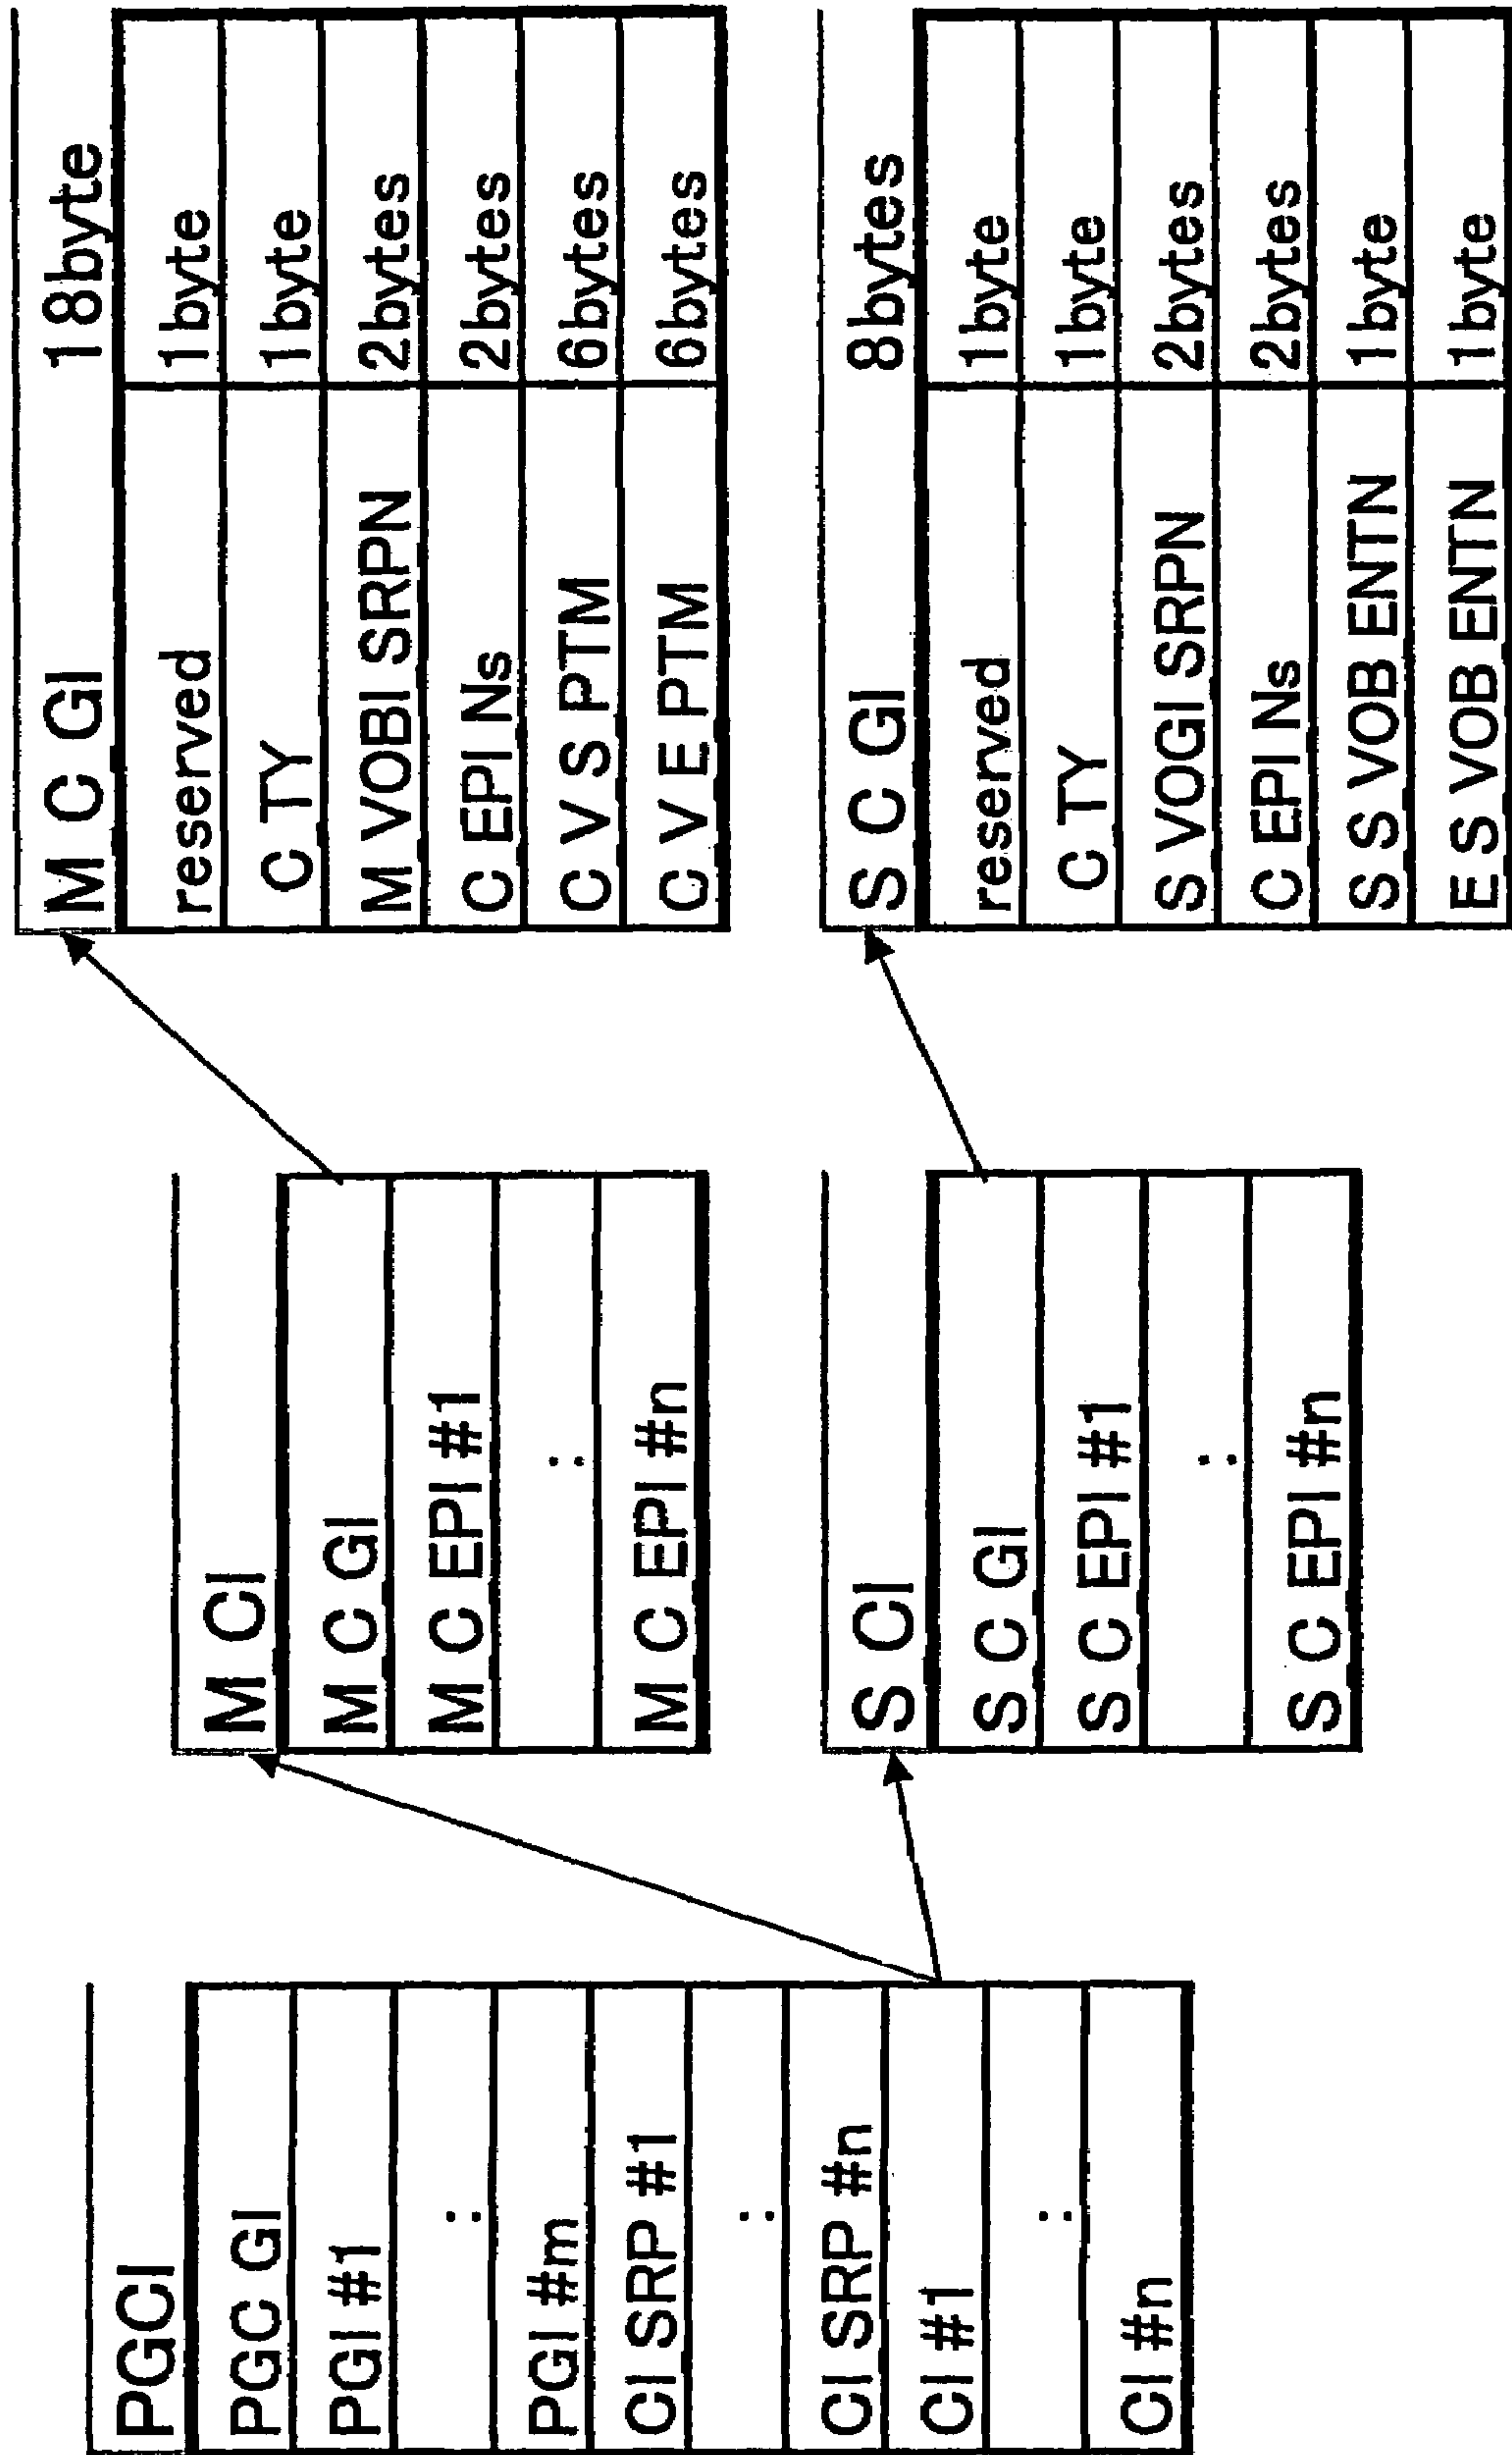 PGCI
PGC GI
PGI #1
:
PGI #m
CI SRP #1
:
CI SRP #n
CI #1
:
CI #n
M CI
M C GI
M C EPI #1
:
M C EPI #n
S CI
S C GI
S C EPI #1
:
S C EPI #n
M C GI 18byte
reserved 1byte
C TY 1byte
M VOBI SRPN 2bytes
C EPI Ns 2bytes
C V S PTM 6bytes
C V E PTM 6bytes
S C GI 8bytes
reserved 1byte
C TY 1byte
S VOGI SRPN 2bytes
C EPI Ns 2bytes
S S VOB ENTN 1byte
E S VOB ENTN 1byte